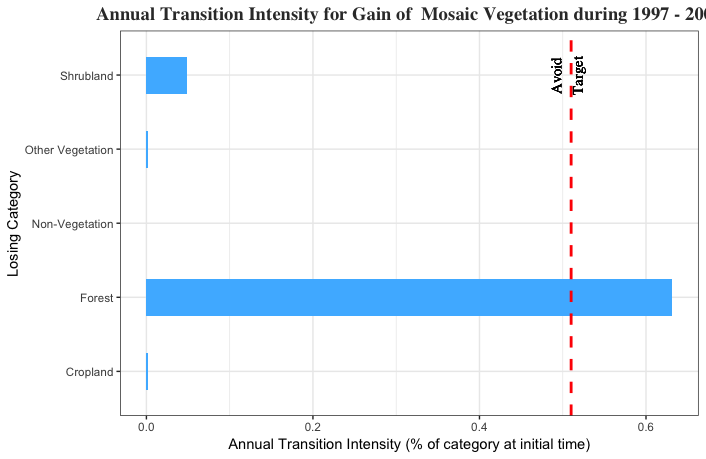 Annual Transition Intensity for Gain of  Mosaic Vegetation during 1997 - 200
Avoid
Target
Shrubland
Other Vegetation
Non-Vegetation
Forest
Cropland
Losing Category
0.0
0.2
0.4
0.6
Annual Transition Intensity (% of category at initial time)